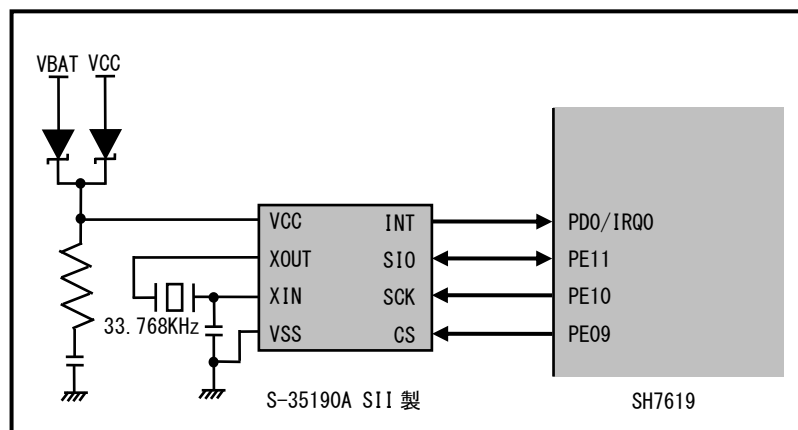 VBAT VCC
VCC INT PD0/IRQ0
XOUT SIO PE11
XIN SCK PE10
33.768KHz
VSS CS PE09
S-35190A SII 製 SH7619